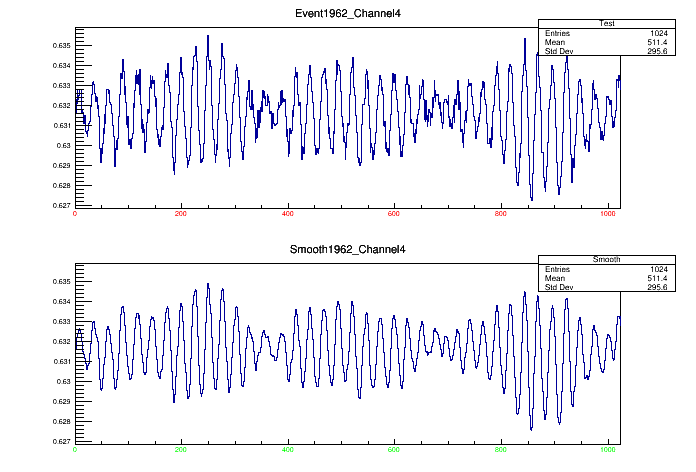 Event1962_Channel4
Test
Entries 1024
Mean 511.4
Std Dev 295.6
0.635
0.634
0.633
0.632
0.631
0.63
0.629
0.628
0.627
0 200 400 600 800 1000
Smooth1962_Channel4
Smooth
Entries 1024
Mean 511.4
Std Dev 295.6
0.635
0.634
0.633
0.632
0.631
0.63
0.629
0.628
0.627
0 200 400 600 800 1000